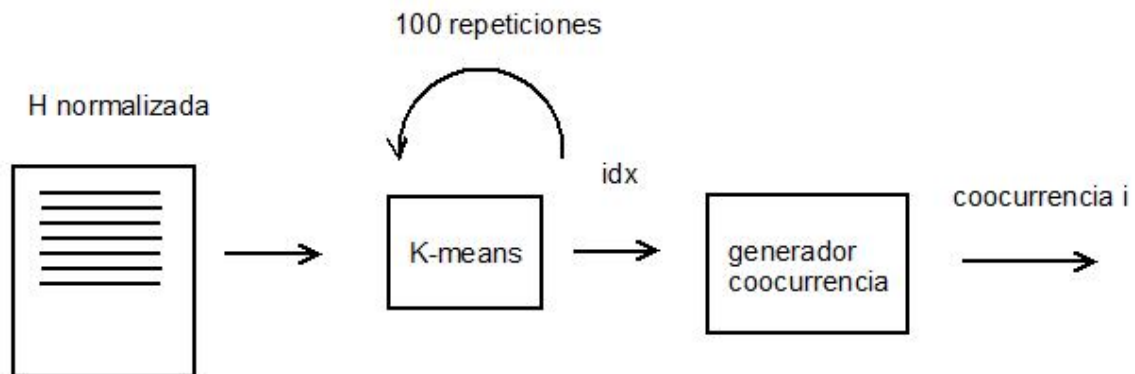 100 repeticiones
H normalizada
idx
coocurrencia i
K-means
generador
coocurrencia